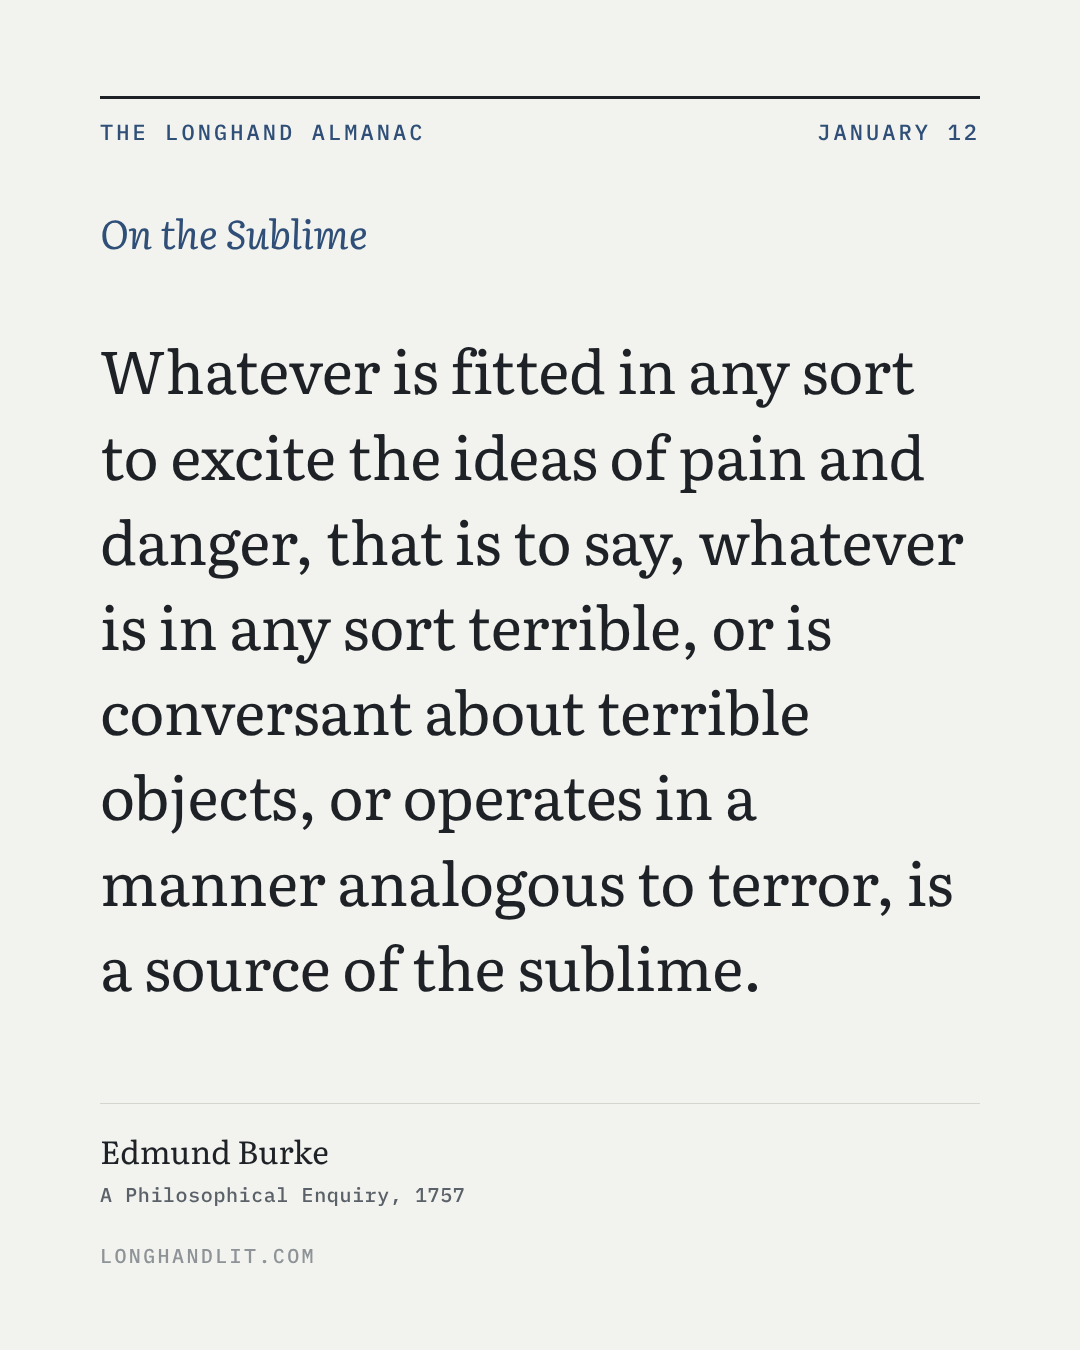 THE LONGHAND ALMANAC
JANUARY 12
On the Sublime
Whatever is fitted in any sort
to excite the ideas of pain and
danger, that is to say, whatever
is in any sort terrible, or is
conversant about terrible
objects, or operates in a
manner analogous to terror, is
a source of the sublime.
Edmund Burke
A Philosophical Enquiry, 1757
LONGHANDLIT.COM